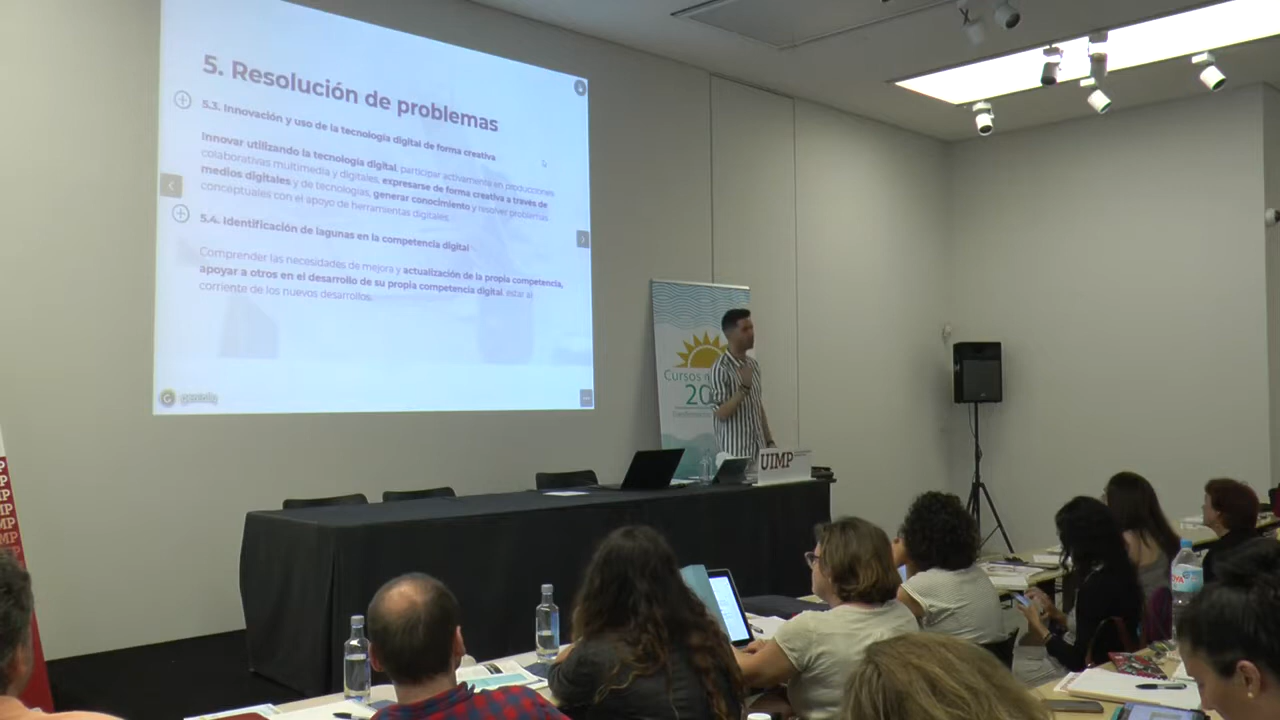 5. Resolución de problemas
5.3. Innovación y uso de la tecnología digital de forma creativa
Innovar utilizando la tecnología digital, participar activamente en producciones
colaborativas multimedia y digitales, expresarse de forma creativa a través de
medios digitales y de tecnologías, generar conocimiento y resolver problemas
conceptuales con el apoyo de herramientas digitales.
5.4. Identificación de lagunas en la competencia digital
Comprender las necesidades de mejora y actualización de la propia competencia,
apoyar a otros en el desarrollo de su propia competencia digital, estar al
corriente de los nuevos desarrollos.
genially
Cursos
20
UIMP